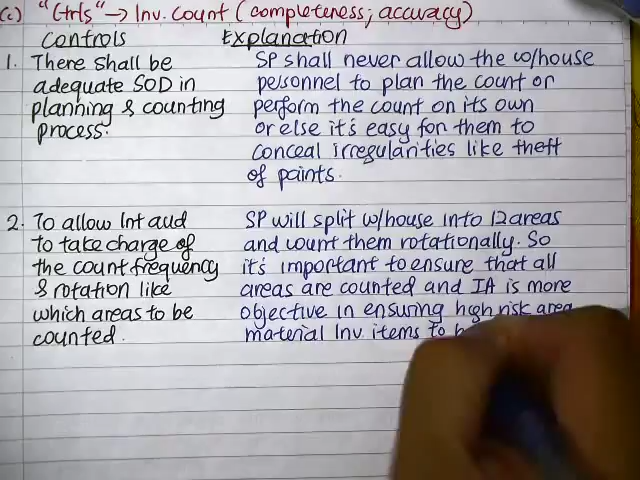 (c) "Ctrls" → Inv. Count (completeness; accuracy)
Controls Explanation
1. There shall be
adequate SOD in
planning & counting
process.
SP shall never allow the w/house
personnel to plan the count or
perform the count on its own
or else it's easy for them to
conceal irregularities like theft
of paints.
2. To allow Int aud
to take charge of
the count frequency
& rotation like
which areas to be
counted.
SP will split w/house into 12 areas
and count them rotationally. So
it's important to ensure that all
areas are counted and IA is more
objective in ensuring high risk area
material Inv. items to